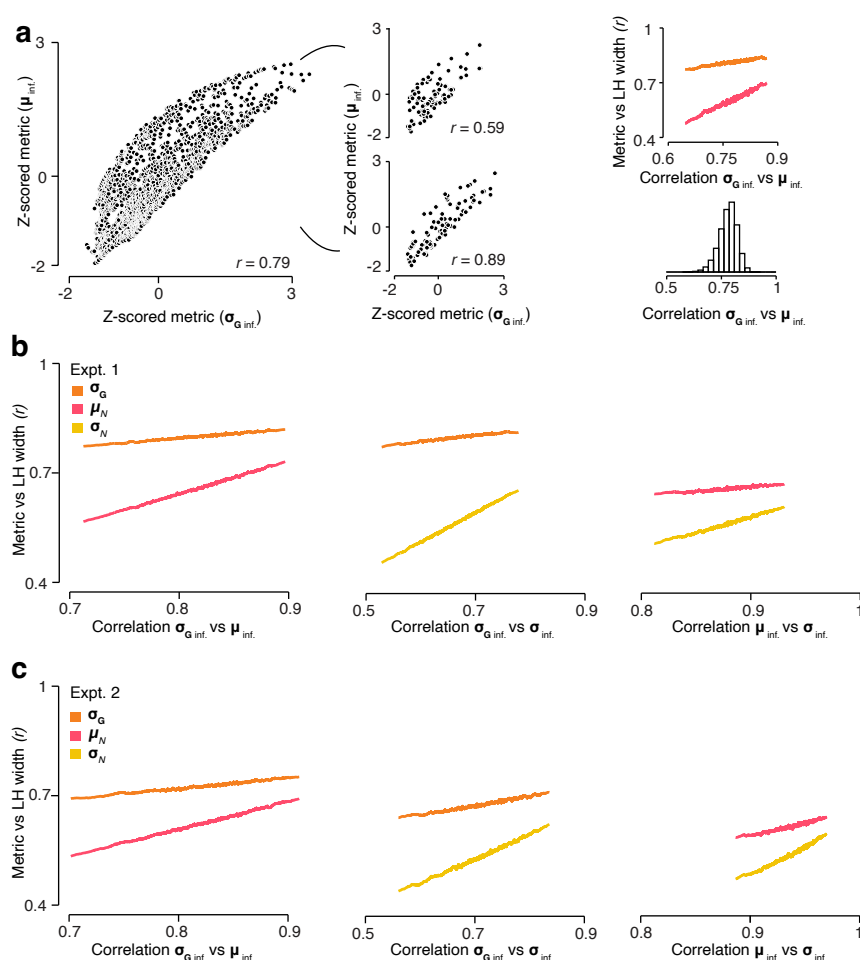 a
3
0
-2
Z-scored metric (μ inf.)
-2
0
3
Z-scored metric (σG inf.)
r = 0.79
3
0
-2
Z-scored metric (μ inf.)
r = 0.59
3
0
-2
Z-scored metric (μ inf.)
r = 0.89
-2
0
3
Z-scored metric (σG inf.)
1
0.7
0.4
Metric vs LH width (r)
0.6
0.75
0.9
Correlation σG inf. vs μ inf.
0.5
0.75
1
Correlation σG inf. vs μ inf.
b
1
0.7
0.4
Metric vs LH width (r)
Expt. 1
σG
μN
σN
0.7
0.8
0.9
Correlation σG inf. vs μ inf.
0.5
0.7
0.9
Correlation σG inf. vs σ inf.
0.8
0.9
1
Correlation μ inf. vs σ inf.
c
1
0.7
0.4
Metric vs LH width (r)
Expt. 2
σG
μN
σN
0.7
0.8
0.9
Correlation σG inf. vs μ inf.
0.5
0.7
0.9
Correlation σG inf. vs σ inf.
0.8
0.9
1
Correlation μ inf. vs σ inf.